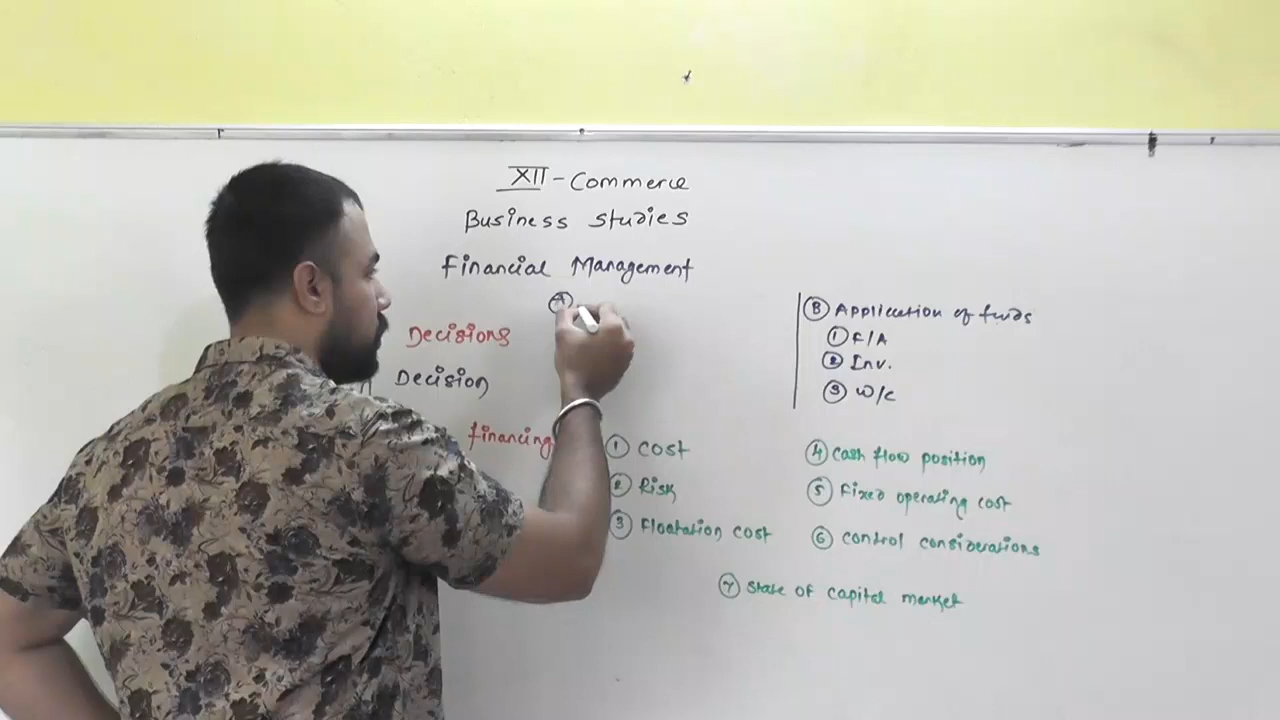 XII - Commerce
Business Studies
Financial Management
Ⓐ
Decisions
Decision
Ⓑ Application of funds
① F/A
② Inv.
③ W/C
financing
① Cost
② Risk
③ Floatation cost
④ Cash flow position
⑤ Fixed operating cost
⑥ Control considerations
⑦ State of capital market